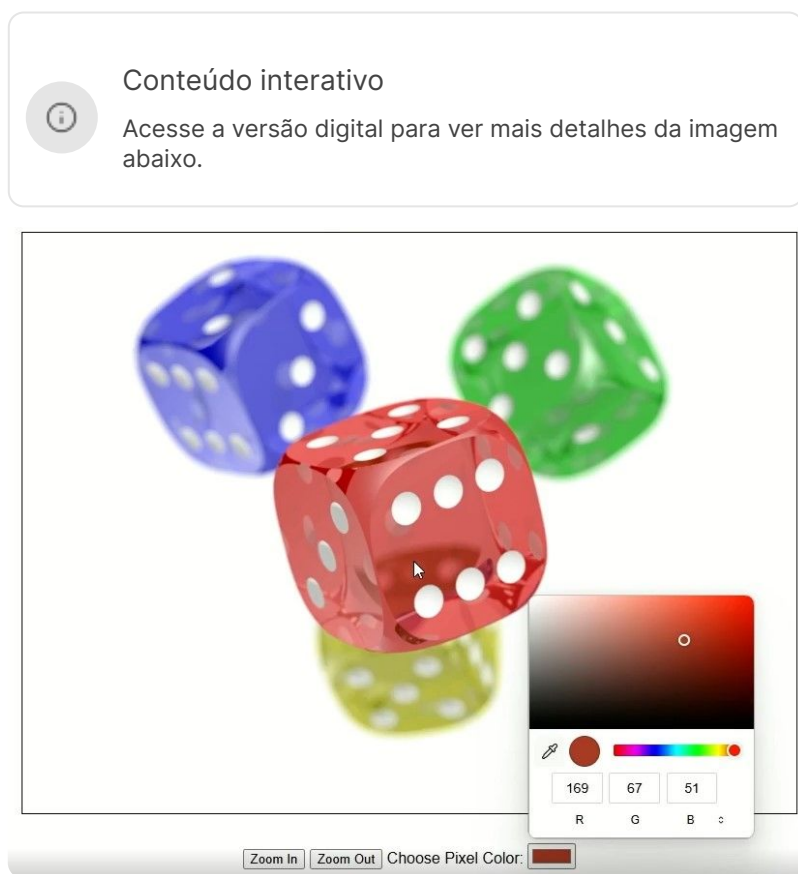 Conteúdo interativo
Acesse a versão digital para ver mais detalhes da imagem
abaixo.
169 67 51
R G B
Zoom In Zoom Out Choose Pixel Color: